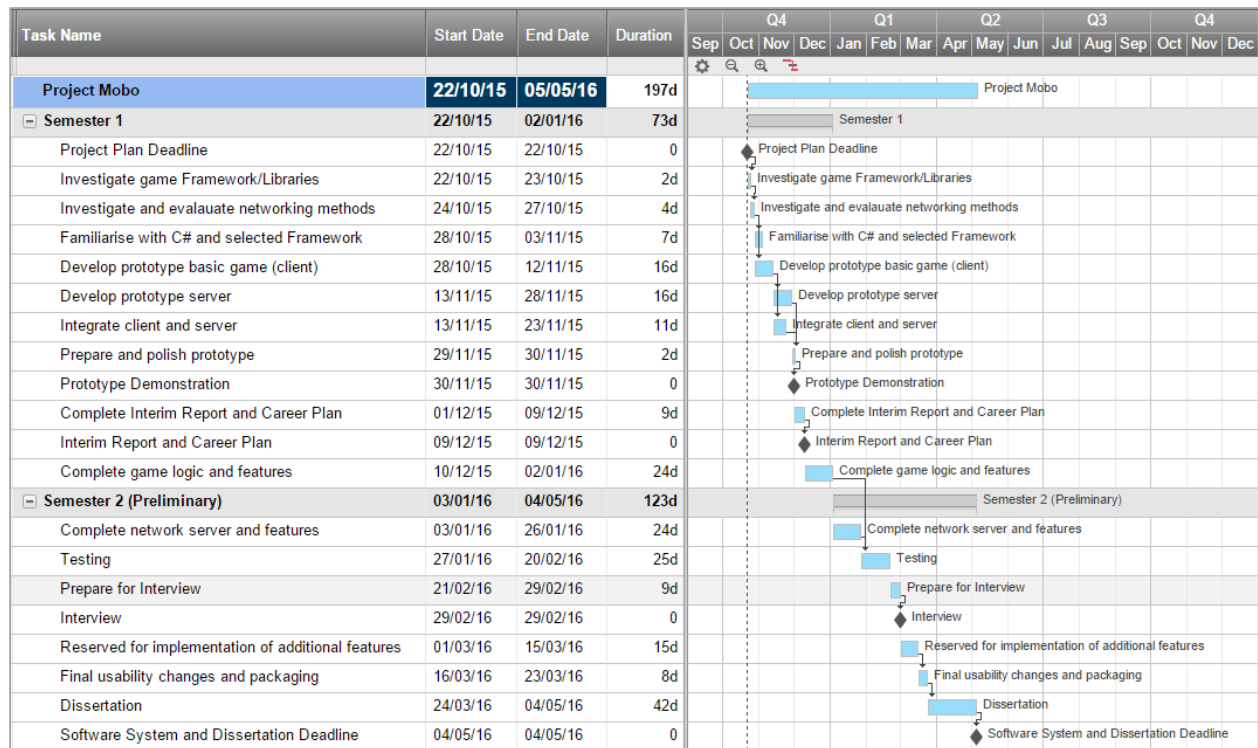 Task Name Start Date End Date Duration Q4 Q1 Q2 Q3 Q4
Sep Oct Nov Dec Jan Feb Mar Apr May Jun Jul Aug Sep Oct Nov Dec
Project Mobo 22/10/15 05/05/16 197d Project Mobo
Semester 1 22/10/15 02/01/16 73d Semester 1
Project Plan Deadline 22/10/15 22/10/15 0 Project Plan Deadline
Investigate game Framework/Libraries 22/10/15 23/10/15 2d Investigate game Framework/Libraries
Investigate and evalauate networking methods 24/10/15 27/10/15 4d Investigate and evalauate networking methods
Familiarise with C# and selected Framework 28/10/15 03/11/15 7d Familiarise with C# and selected Framework
Develop prototype basic game (client) 28/10/15 12/11/15 16d Develop prototype basic game (client)
Develop prototype server 13/11/15 28/11/15 16d Develop prototype server
Integrate client and server 13/11/15 23/11/15 11d Integrate client and server
Prepare and polish prototype 29/11/15 30/11/15 2d Prepare and polish prototype
Prototype Demonstration 30/11/15 30/11/15 0 Prototype Demonstration
Complete Interim Report and Career Plan 01/12/15 09/12/15 9d Complete Interim Report and Career Plan
Interim Report and Career Plan 09/12/15 09/12/15 0 Interim Report and Career Plan
Complete game logic and features 10/12/15 02/01/16 24d Complete game logic and features
Semester 2 (Preliminary) 03/01/16 04/05/16 123d Semester 2 (Preliminary)
Complete network server and features 03/01/16 26/01/16 24d Complete network server and features
Testing 27/01/16 20/02/16 25d Testing
Prepare for Interview 21/02/16 29/02/16 9d Prepare for Interview
Interview 29/02/16 29/02/16 0 Interview
Reserved for implementation of additional features 01/03/16 15/03/16 15d Reserved for implementation of additional features
Final usability changes and packaging 16/03/16 23/03/16 8d Final usability changes and packaging
Dissertation 24/03/16 04/05/16 42d Dissertation
Software System and Dissertation Deadline 04/05/16 04/05/16 0 Software System and Dissertation Deadline